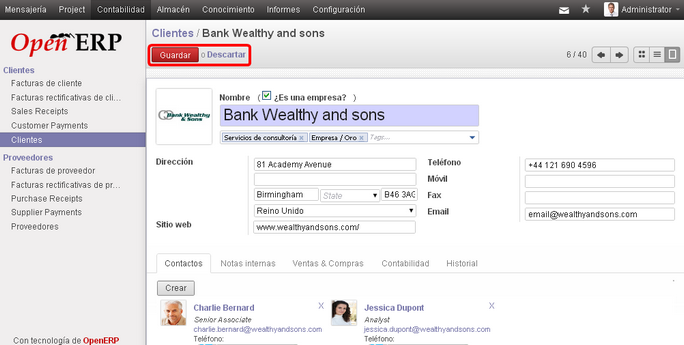 Mensajería Project Contabilidad Almacén Conocimiento Informes Configuración Administrator
Open ERP
Clientes
Facturas de cliente
Facturas rectificativas de cli...
Sales Receipts
Customer Payments
Clientes
Proveedores
Facturas de proveedor
Facturas rectificativas de pr...
Purchase Receipts
Supplier Payments
Proveedores
Con tecnología de OpenERP
Clientes / Bank Wealthy and sons
Guardar o Descartar
6 / 40
Bank Wealthy & Sons
Nombre ( ¿Es una empresa? )
Bank Wealthy and sons
Servicios de consultoría x Empresa / Oro x Tags...
Dirección 81 Academy Avenue
Birmingham State B46 3AG
Reino Unido
Sitio web www.wealthyandsons.com/
Teléfono +44 121 690 4596
Móvil
Fax
Email email@wealthyandsons.com
Contactos Notas internas Ventas & Compras Contabilidad Historial
Crear
Charlie Bernard X
Senior Associate
charlie.bernard@wealthyandsons.com
Teléfono:
Jessica Dupont X
Analyst
jessica.dupont@wealthyandsons.com
Teléfono: